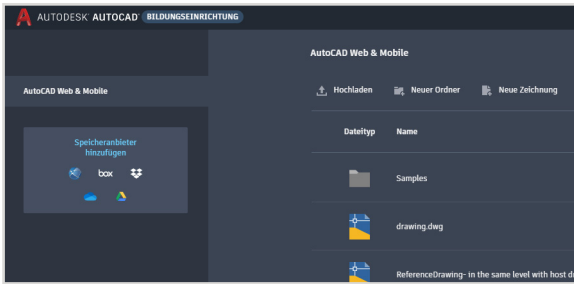 AUTODESK AUTOCAD BILDUNGSEINRICHTUNG
AutoCAD Web & Mobile
AutoCAD Web & Mobile
Hochladen Neuer Ordner Neue Zeichnung
Speicheranbieter
hinzufügen
box
Dateityp Name
Samples
drawing.dwg
ReferenceDrawing- in the same level with host